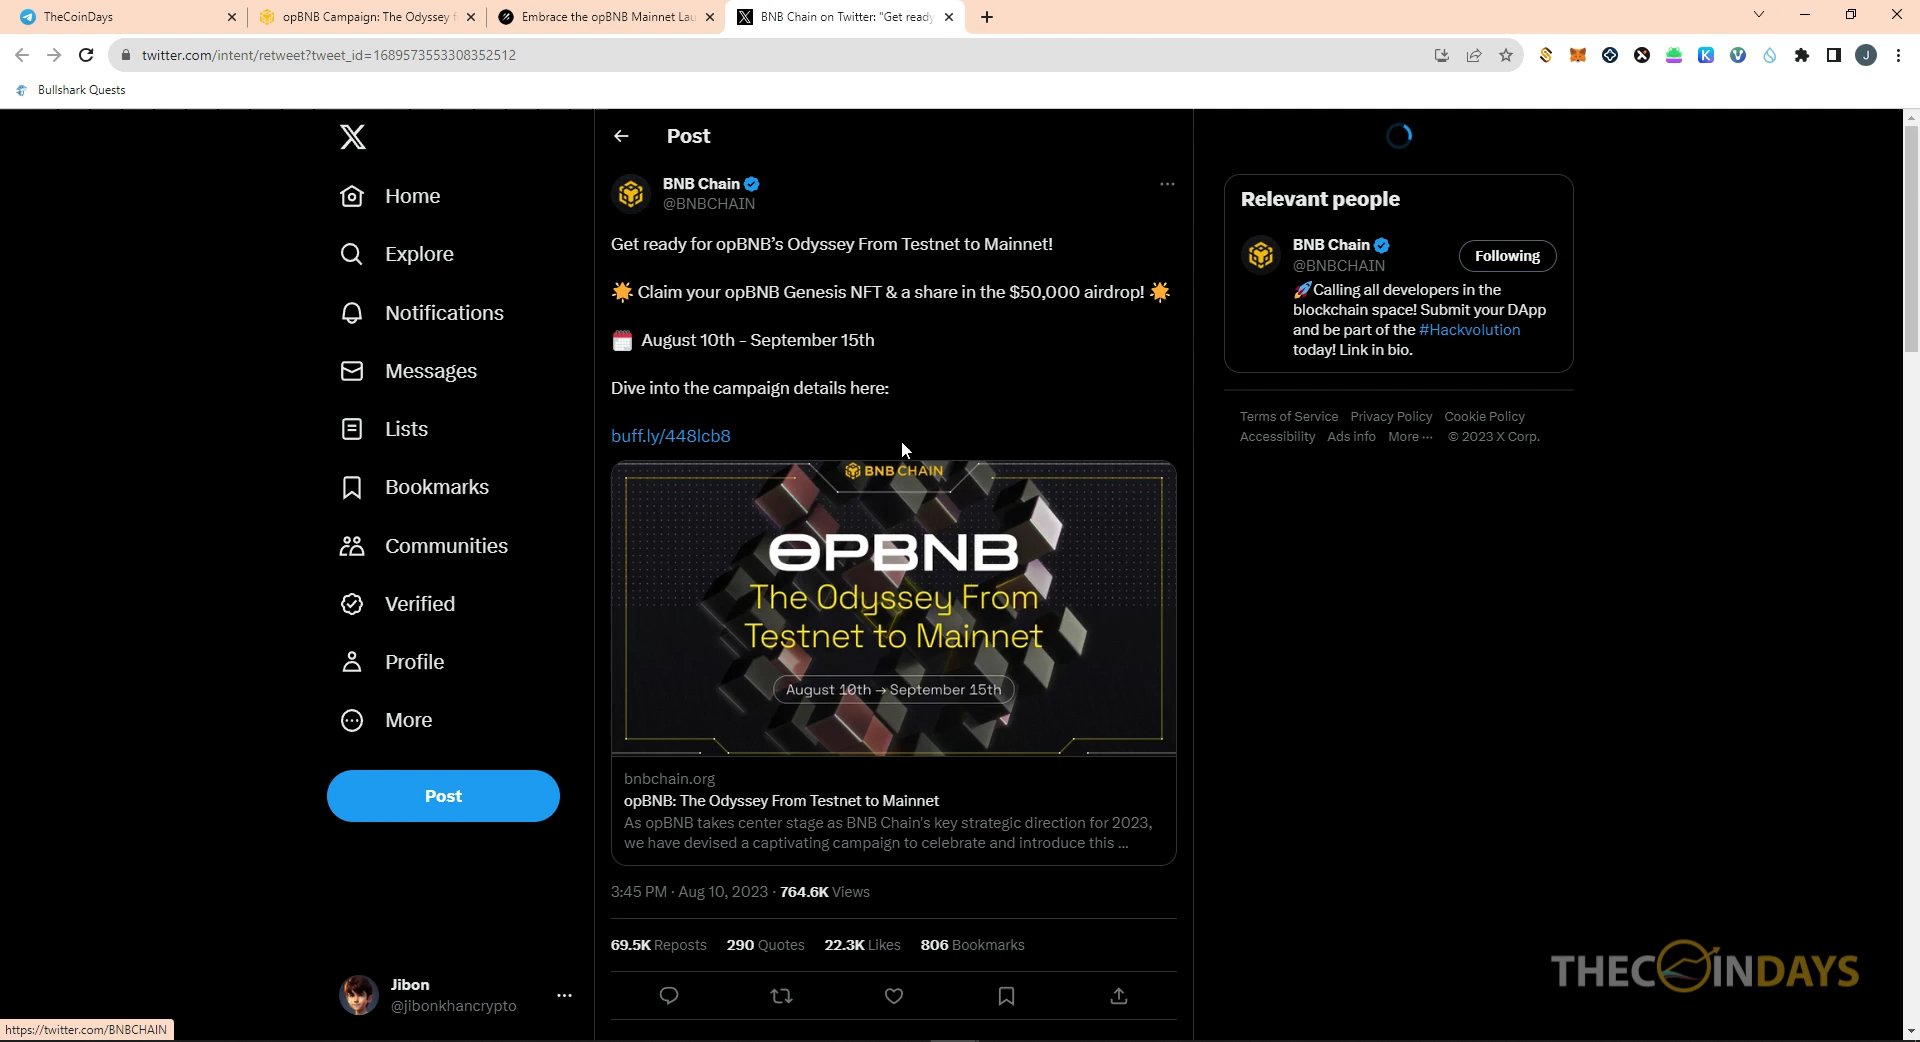 TheCoinDays
opBNB Campaign: The Odyssey f
Embrace the opBNB Mainnet Lau
BNB Chain on Twitter: "Get ready
twitter.com/intent/retweet?tweet_id=1689573553308352512
J
Bullshark Quests
Home
Explore
Notifications
Messages
Lists
Bookmarks
Communities
Verified
Profile
More
Post
Jibon
@jibonkhancrypto
https://twitter.com/BNBCHAIN
Post
BNB Chain
@BNBCHAIN
Get ready for opBNB’s Odyssey From Testnet to Mainnet!
🌟 Claim your opBNB Genesis NFT & a share in the $50,000 airdrop! 🌟
🗓️ August 10th - September 15th
Dive into the campaign details here:
buff.ly/448lcb8
BNB CHAIN
OPBNB
The Odyssey From
Testnet to Mainnet
August 10th → September 15th
bnbchain.org
opBNB: The Odyssey From Testnet to Mainnet
As opBNB takes center stage as BNB Chain's key strategic direction for 2023,
we have devised a captivating campaign to celebrate and introduce this ...
3:45 PM · Aug 10, 2023 · 764.6K Views
69.5K Reposts 290 Quotes 22.3K Likes 806 Bookmarks
Relevant people
BNB Chain
@BNBCHAIN
Following
🚀Calling all developers in the
blockchain space! Submit your DApp
and be part of the #Hackvolution
today! Link in bio.
Terms of Service Privacy Policy Cookie Policy
Accessibility Ads info More ··· © 2023 X Corp.
THECOINDAYS